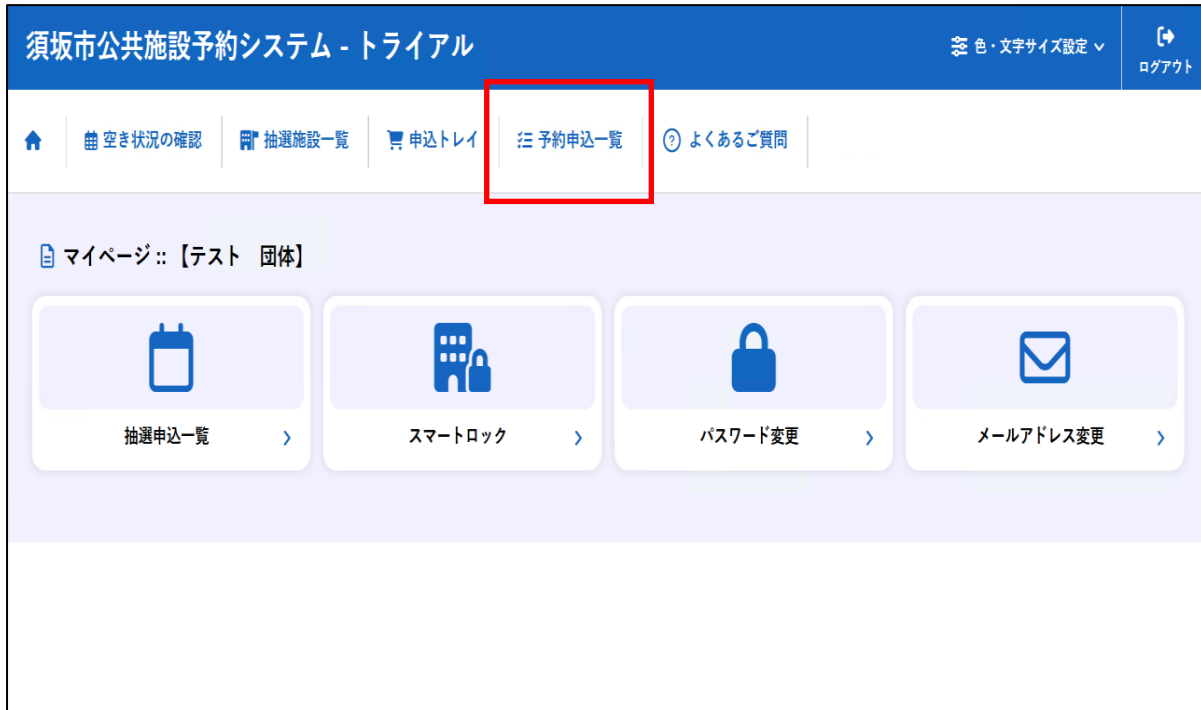 須坂市公共施設予約システム - トライアル
色・文字サイズ設定
ログアウト
空き状況の確認
抽選施設一覧
申込トレイ
予約申込一覧
? よくあるご質問
マイページ ::【テスト　団体】
抽選申込一覧
スマートロック
パスワード変更
メールアドレス変更